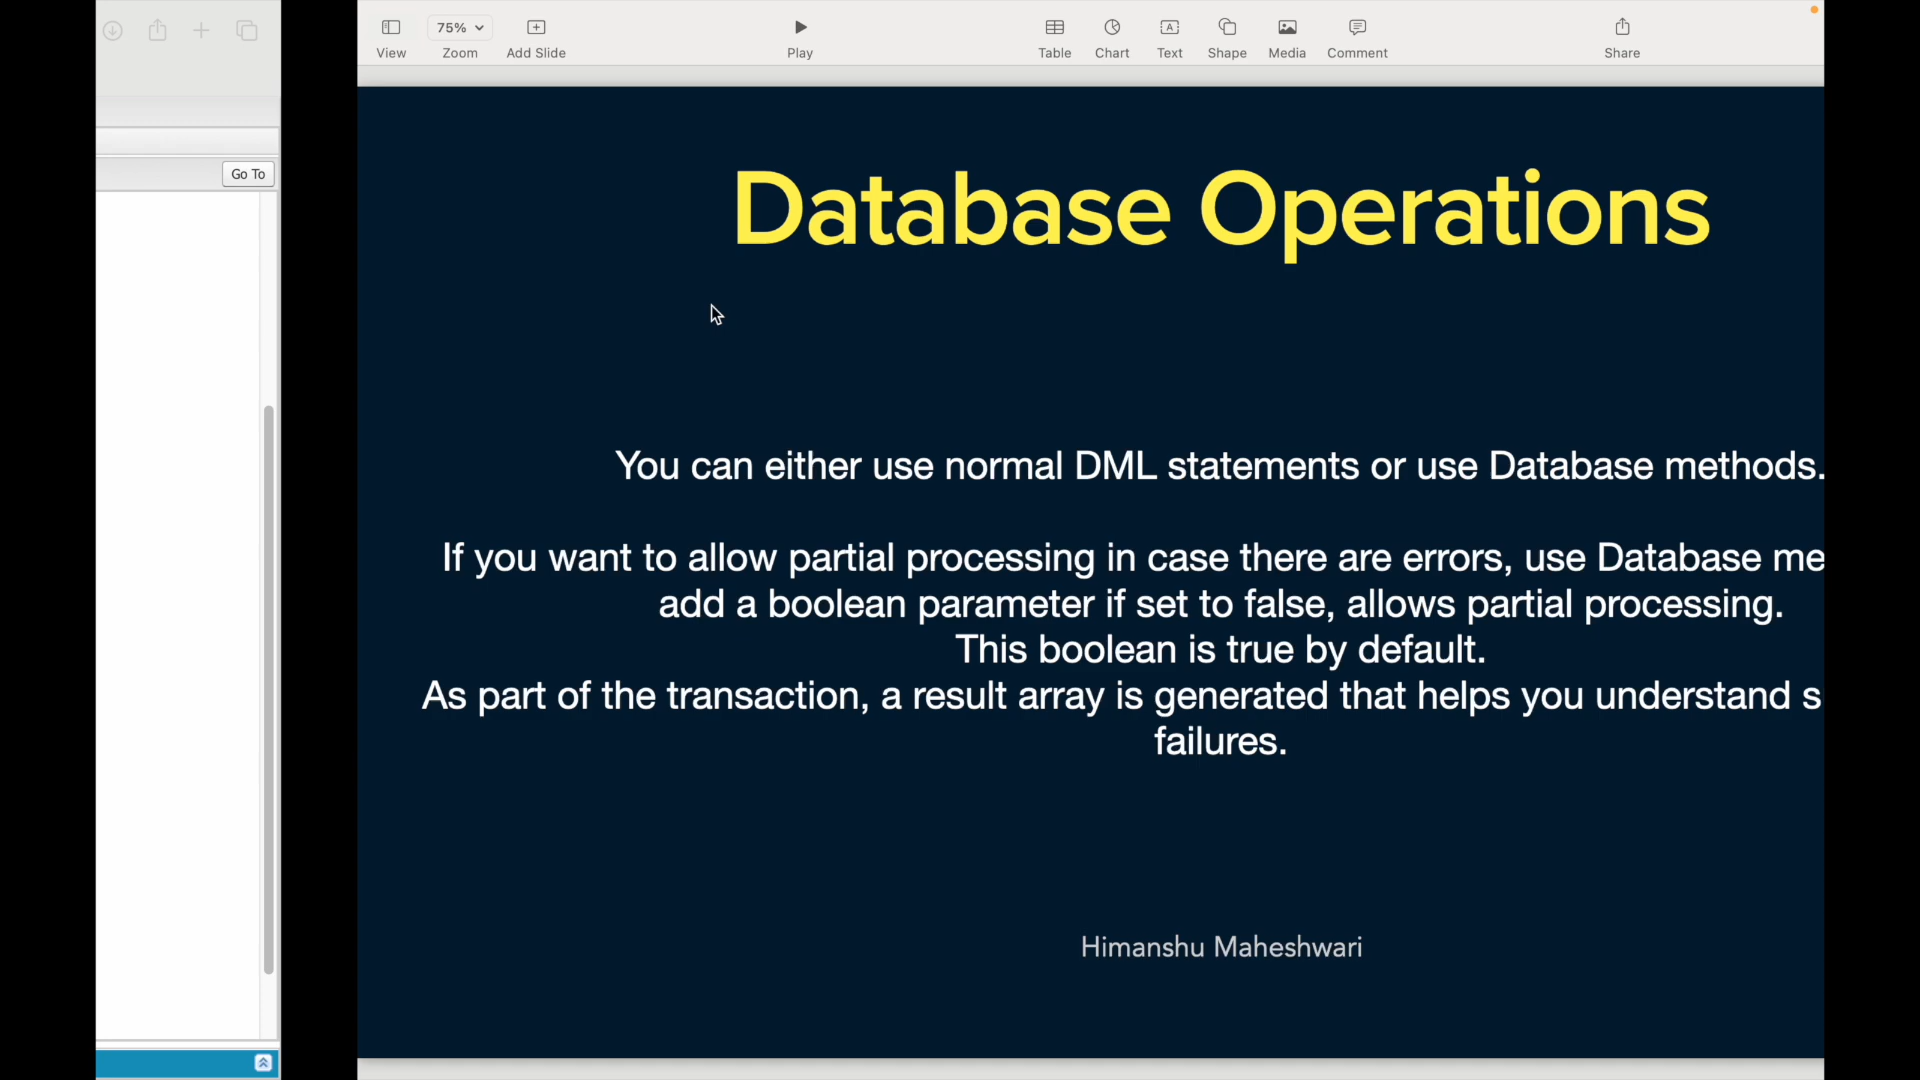 View
75%
Zoom
Add Slide
Play
Table
Chart
Text
Shape
Media
Comment
Share
Go To
Database Operations
You can either use normal DML statements or use Database methods.
If you want to allow partial processing in case there are errors, use Database me
add a boolean parameter if set to false, allows partial processing.
This boolean is true by default.
As part of the transaction, a result array is generated that helps you understand s
failures.
Himanshu Maheshwari